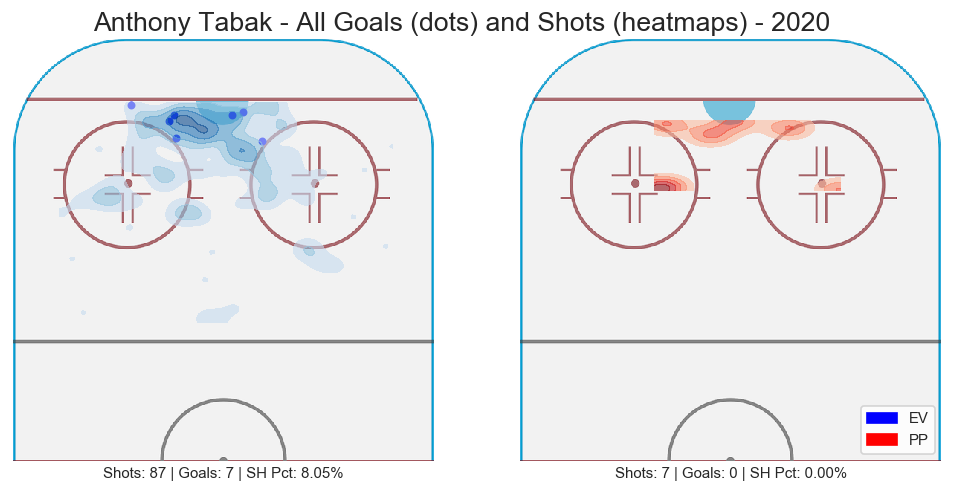 Anthony Tabak - All Goals (dots) and Shots (heatmaps) - 2020
EV
PP
Shots: 87 | Goals: 7 | SH Pct: 8.05%
Shots: 7 | Goals: 0 | SH Pct: 0.00%